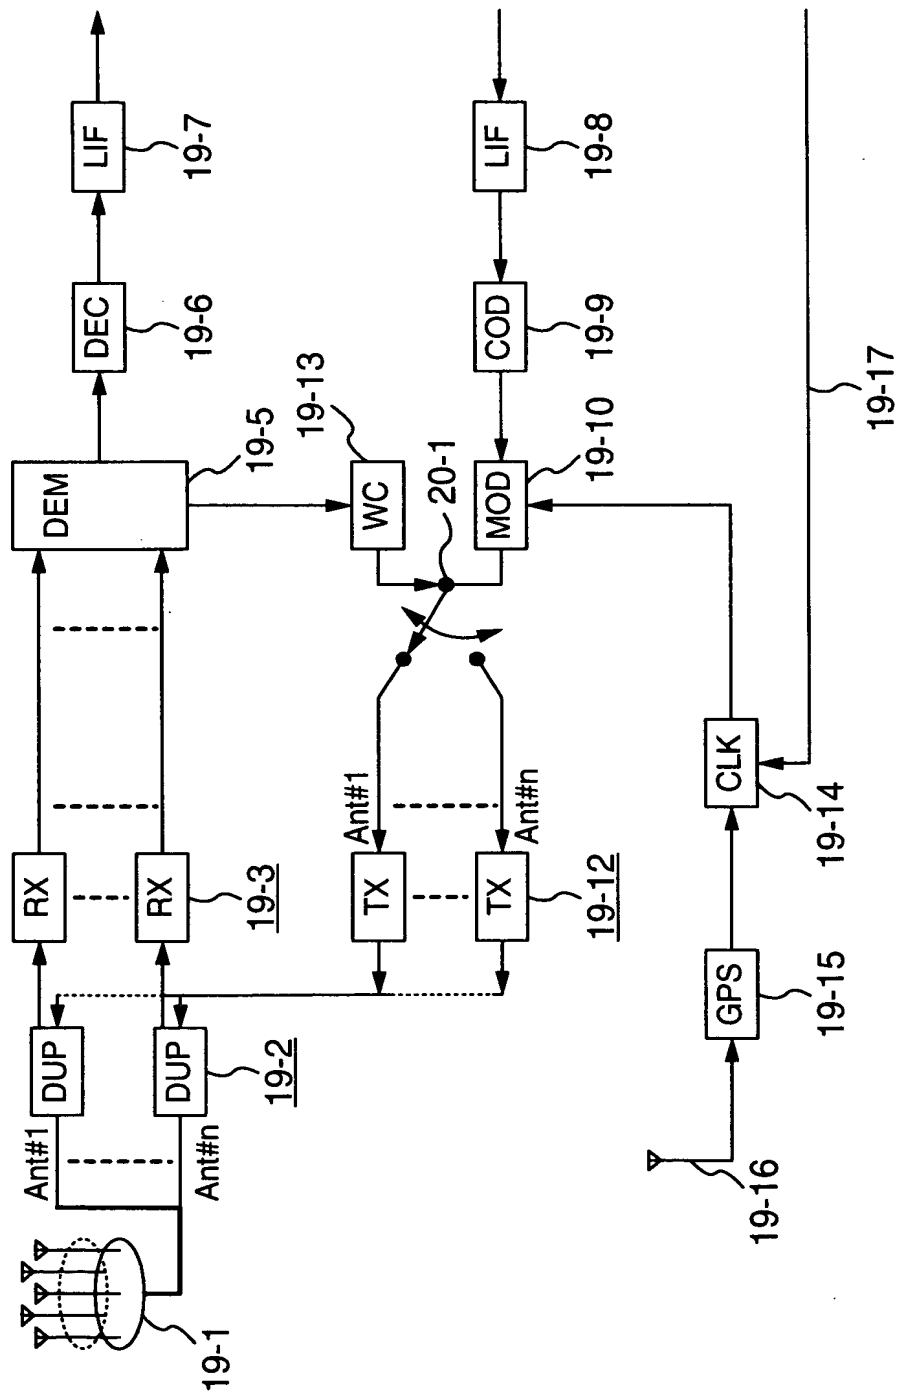 Ant#1
DUP
RX
DEM
DEC
LIF
19-7
19-6
19-5
19-3
RX
DUP
19-2
Ant#n
19-1
19-13
WC
20-1
Ant#1
TX
TX
19-12
Ant#n
MOD
19-10
COD
19-9
LIF
19-8
19-17
CLK
19-14
GPS
19-15
19-16